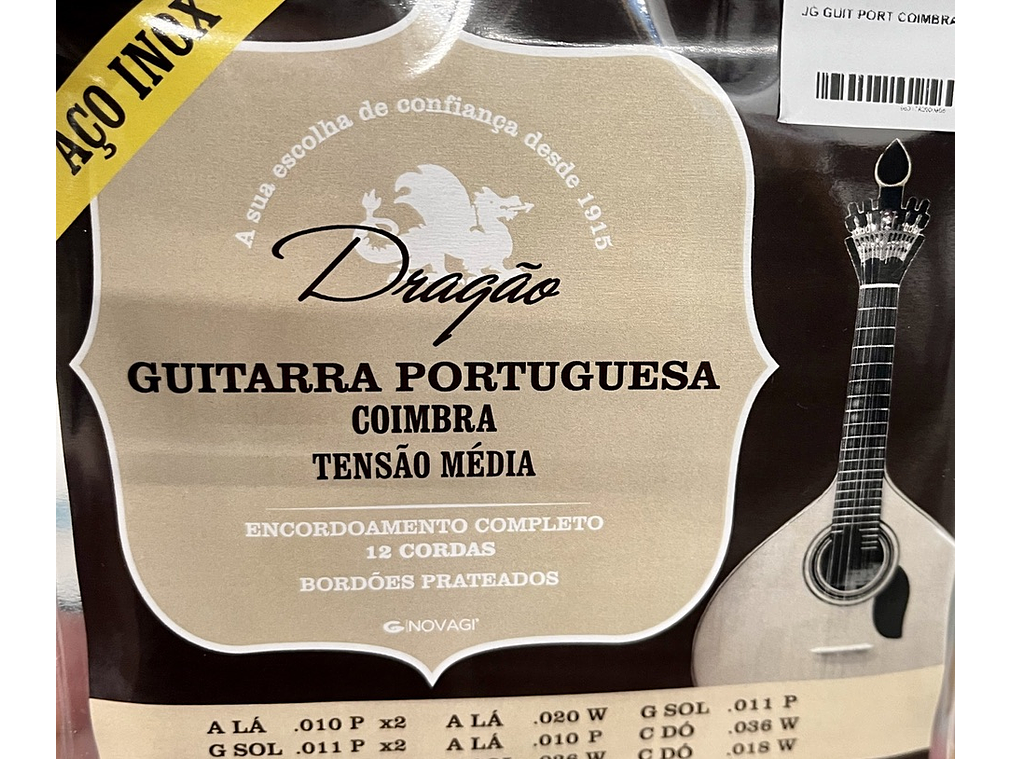 AÇO INOX
JG GUIT PORT COIMBRA
A sua escolha de confiança desde 1915
Dragão
GUITARRA PORTUGUESA
COIMBRA
TENSÃO MÉDIA
ENCORDOAMENTO COMPLETO
12 CORDAS
BORDÕES PRATEADOS
G NOVAGI
A LÁ .010 P x2 A LÁ .020 W G SOL .011 P
G SOL .011 P x2 A LÁ .010 P C DÓ .036 W
C DÓ .018 W